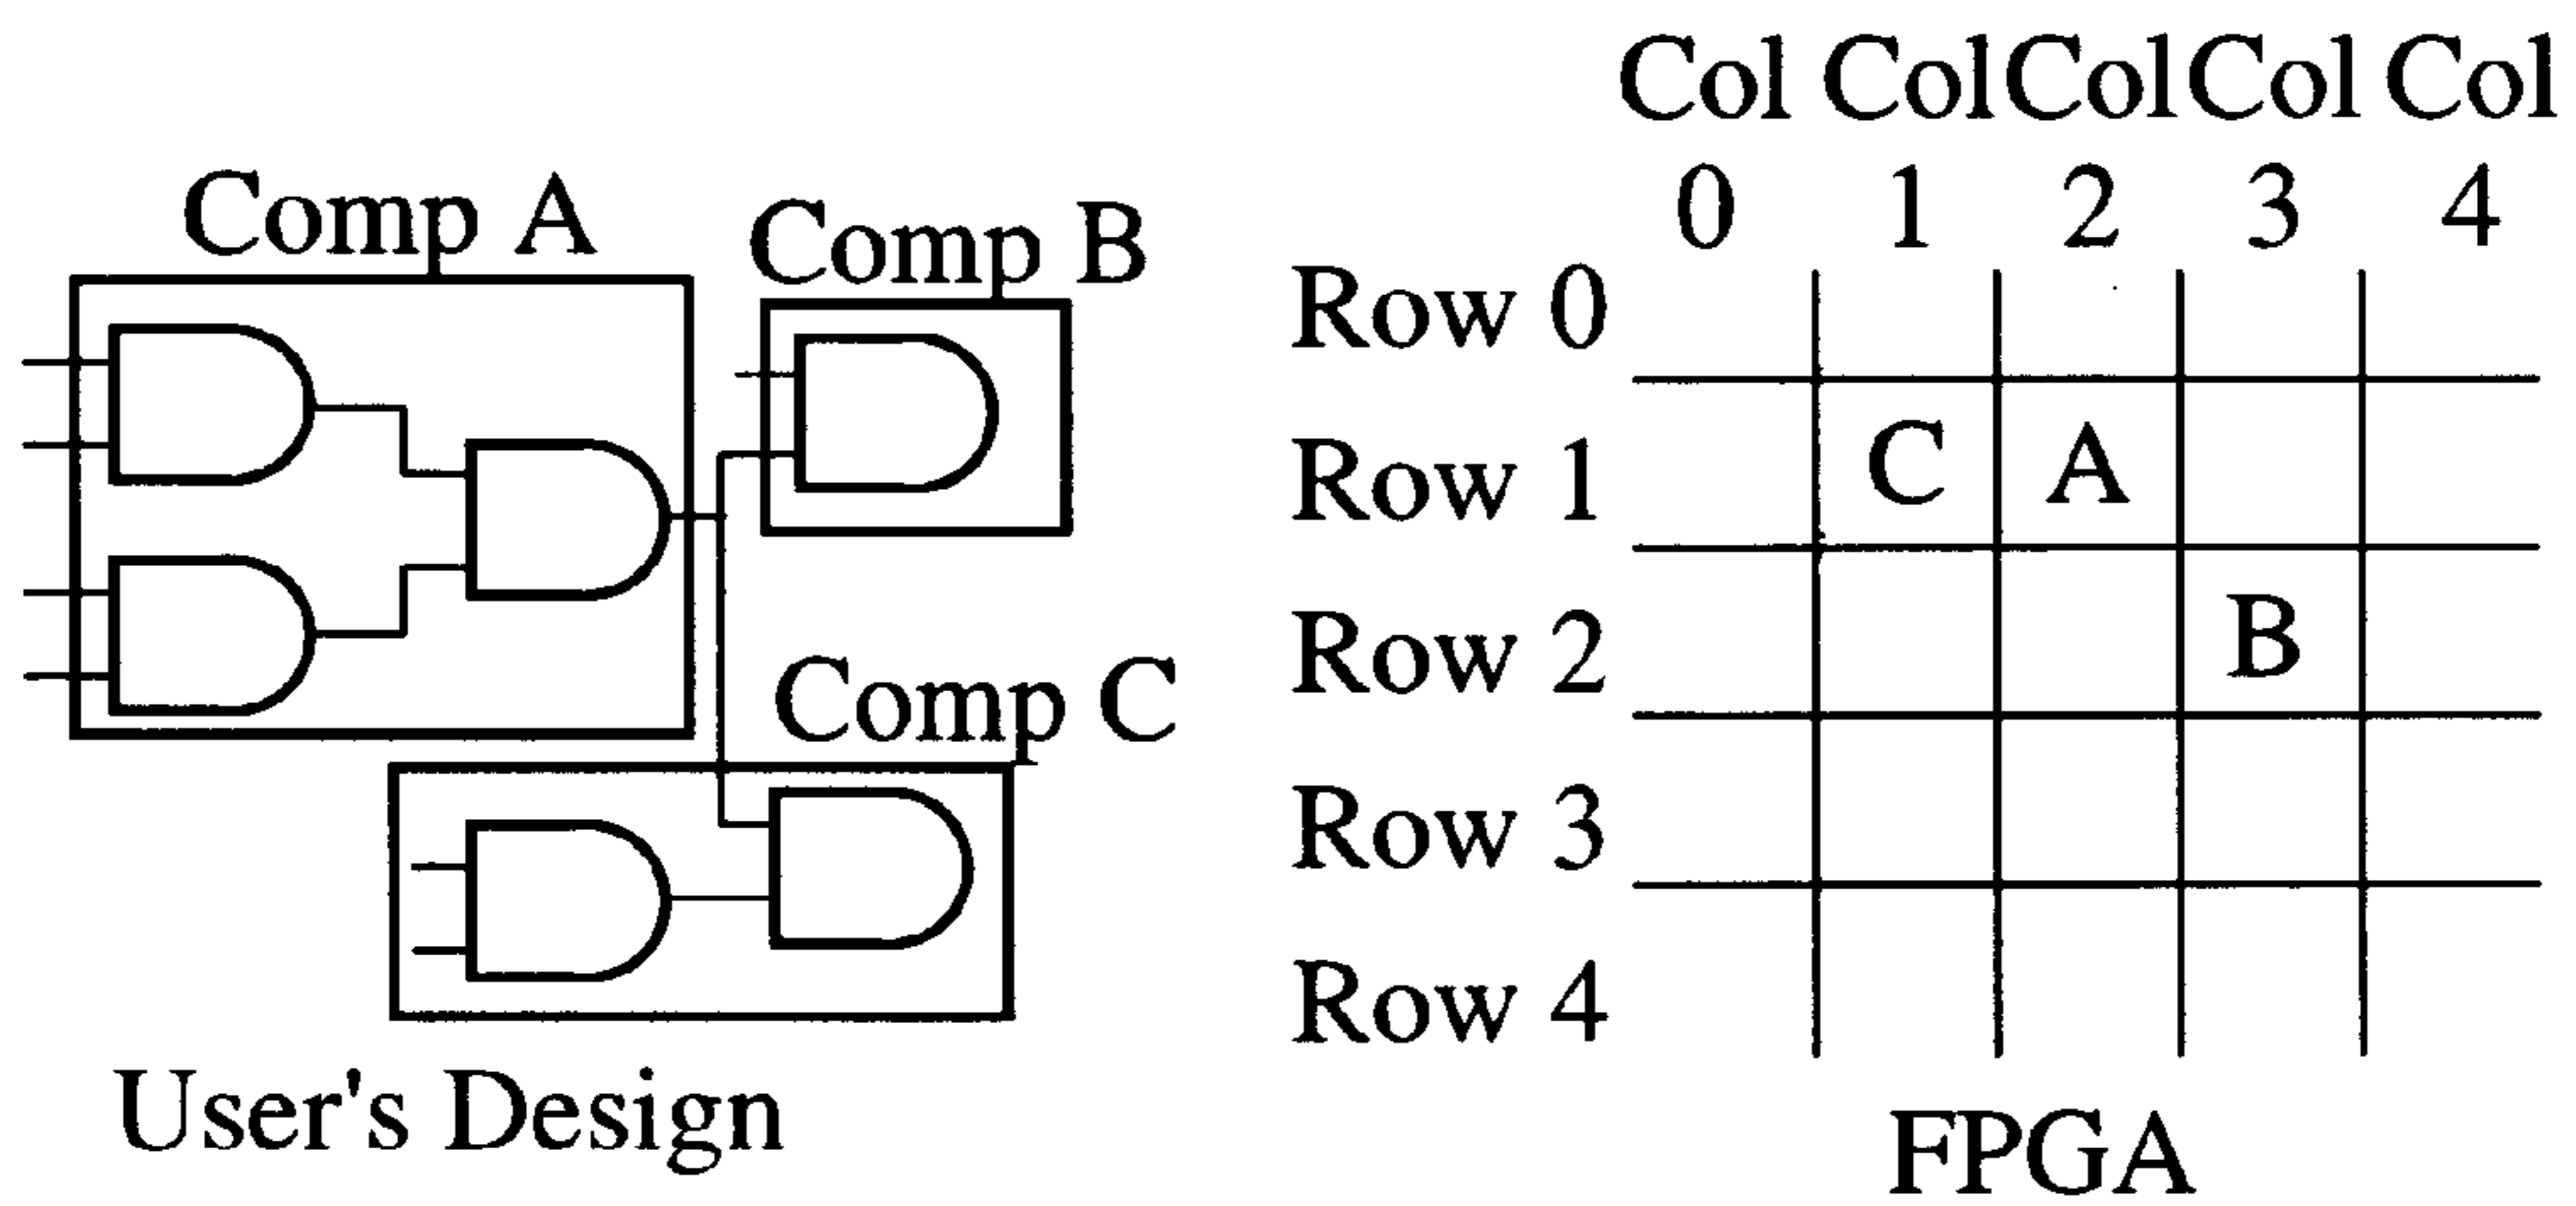 Comp A
Comp B
Comp C
User's Design
Col Col Col Col Col
0 1 2 3 4
Row 0
Row 1 C A
Row 2 B
Row 3
Row 4
FPGA